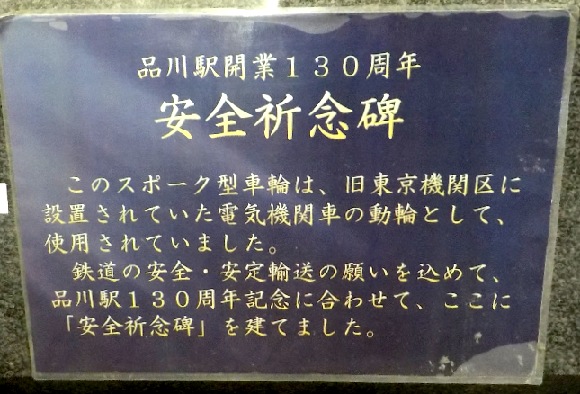 品川駅開業１３０周年
安全祈念碑
このスポーク型車輪は、旧東京機関区に
設置されていた電気機関車の動輪として、
使用されていました。
鉄道の安全・安定輸送の願いを込めて、
品川駅１３０周年記念に合わせて、ここに
「安全祈念碑」を建てました。